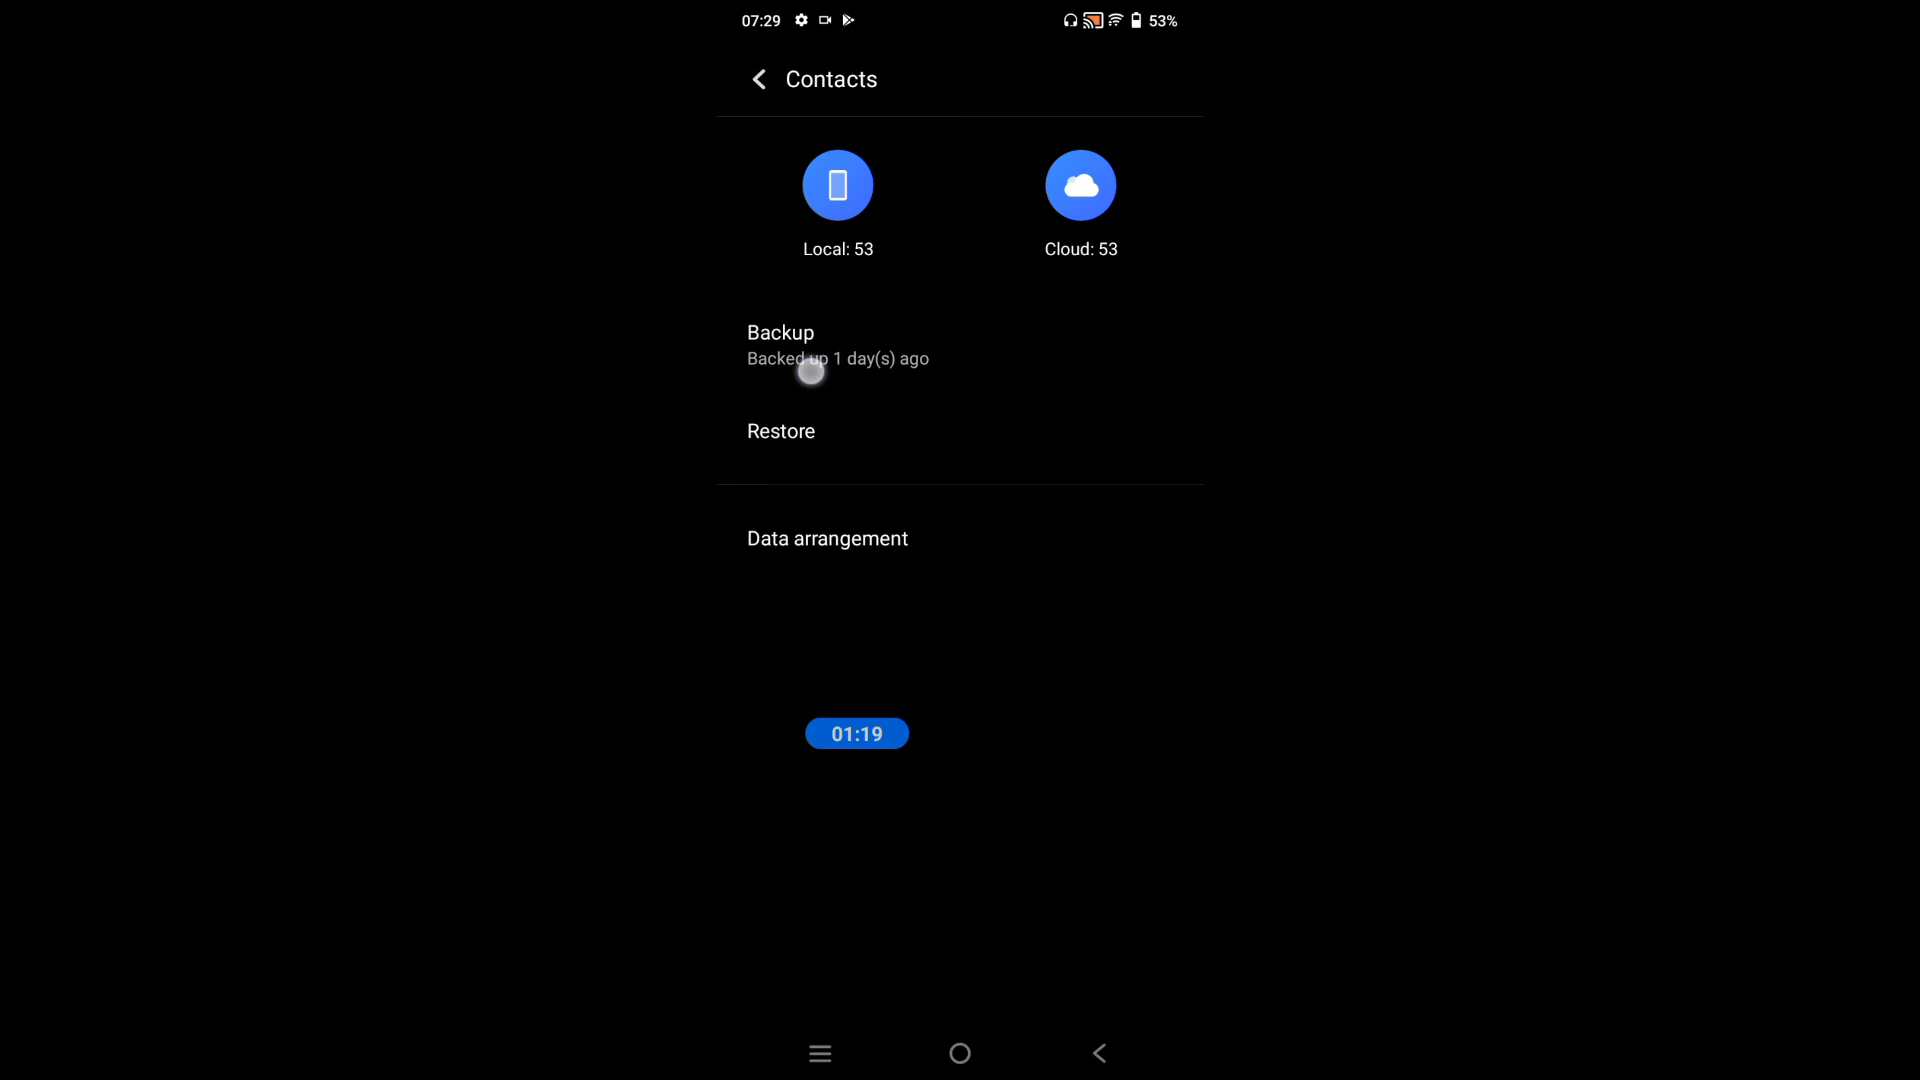 07:29 53%
Contacts
Local: 53 Cloud: 53
Backup
Backed up 1 day(s) ago
Restore
Data arrangement
01:19